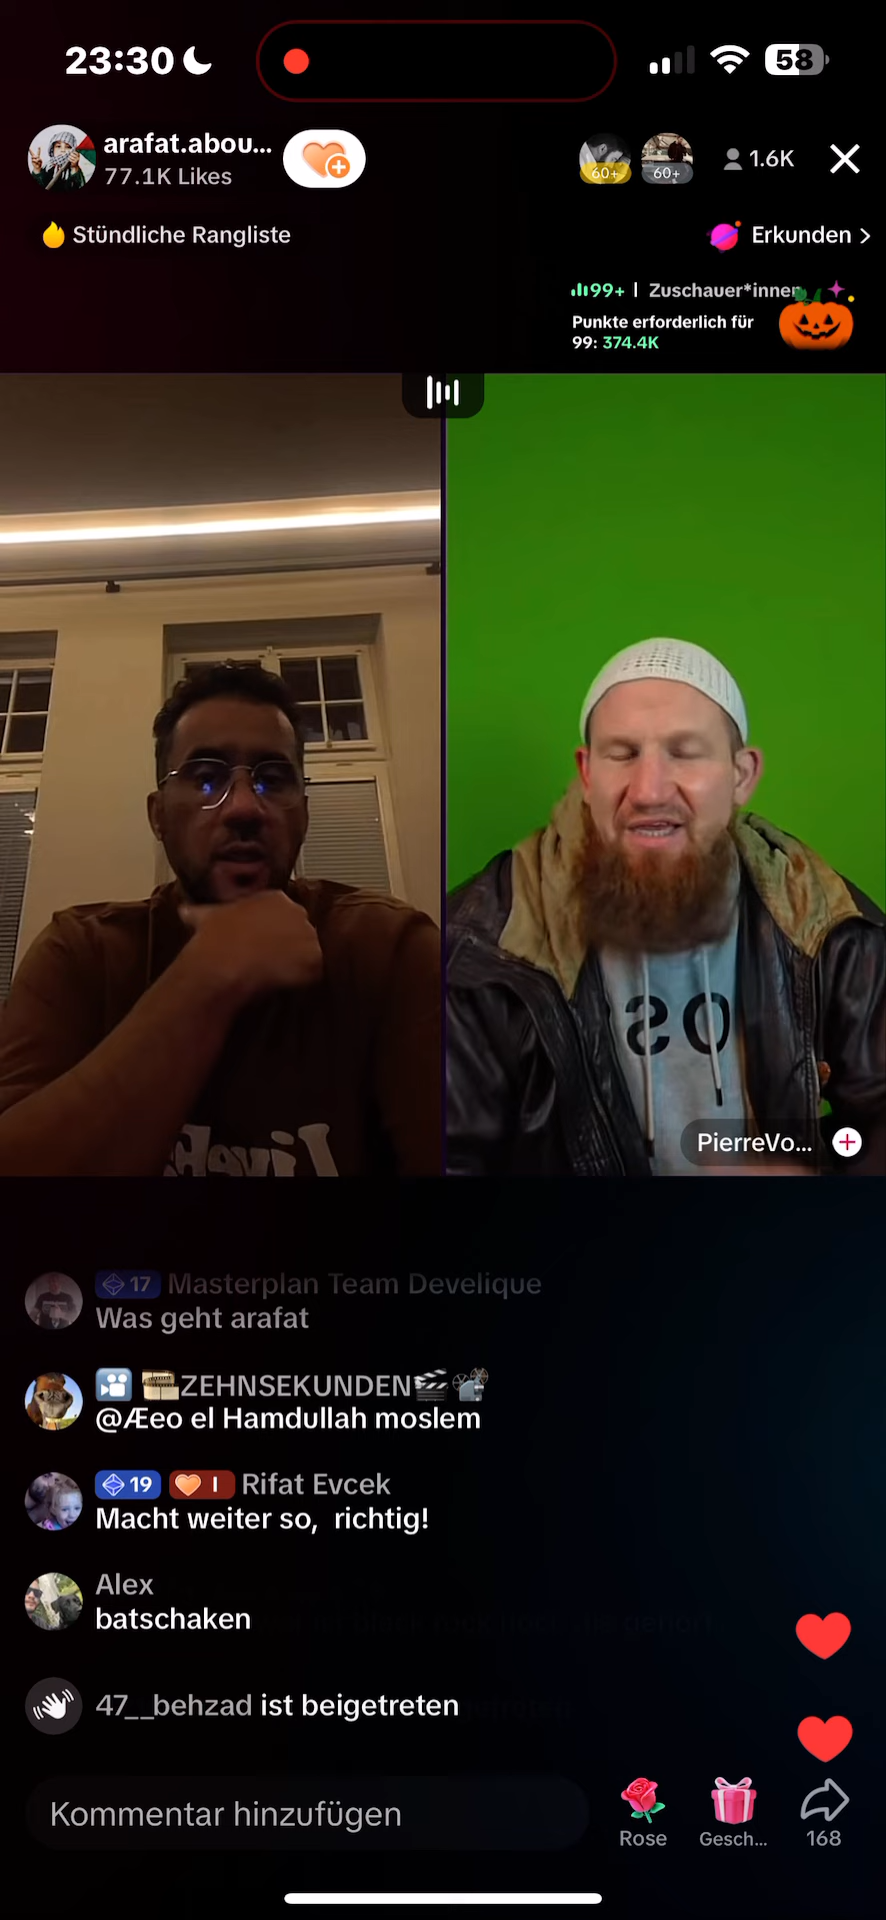 23:30
58
arafat.abou...
77.1K Likes
60+
60+
1.6K
Stündliche Rangliste
Erkunden >
99+ | Zuschauer*innen
Punkte erforderlich für
99: 374.4K
OS
PierreVo...
17 Masterplan Team Develique
Was geht arafat
ZEHNSEKUNDEN
@Æeo el Hamdullah moslem
19 I Rifat Evcek
Macht weiter so, richtig!
Alex
batschaken
47__behzad ist beigetreten
Kommentar hinzufügen
Rose
Gesch...
168